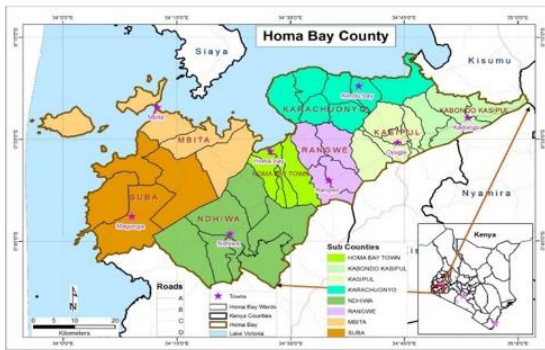 Homa Bay County
Siaya
Kisumu
Kendu bay
KARACHUONYO
KABONDO KASIPUL
Mbita
KASIPUL
Kabondo
MBITA
RANGWE
Oyugis
Homa bay
HOMA BAY TOWN
Rangwe
Nyamira
SUBA
Magunga
NDHIWA
Ndhiwa
Kenya
Sub Counties
HOMA BAY TOWN
KABONDO KASIPUL
KASIPUL
KARACHUONYO
NDHIWA
RANGWE
MBITA
SUBA
Roads
A
B
C
D
Towns
Homa Bay Wards
Kenya Counties
Homa Bay
Lake Victoria
N
0 5 10 20
Kilometers